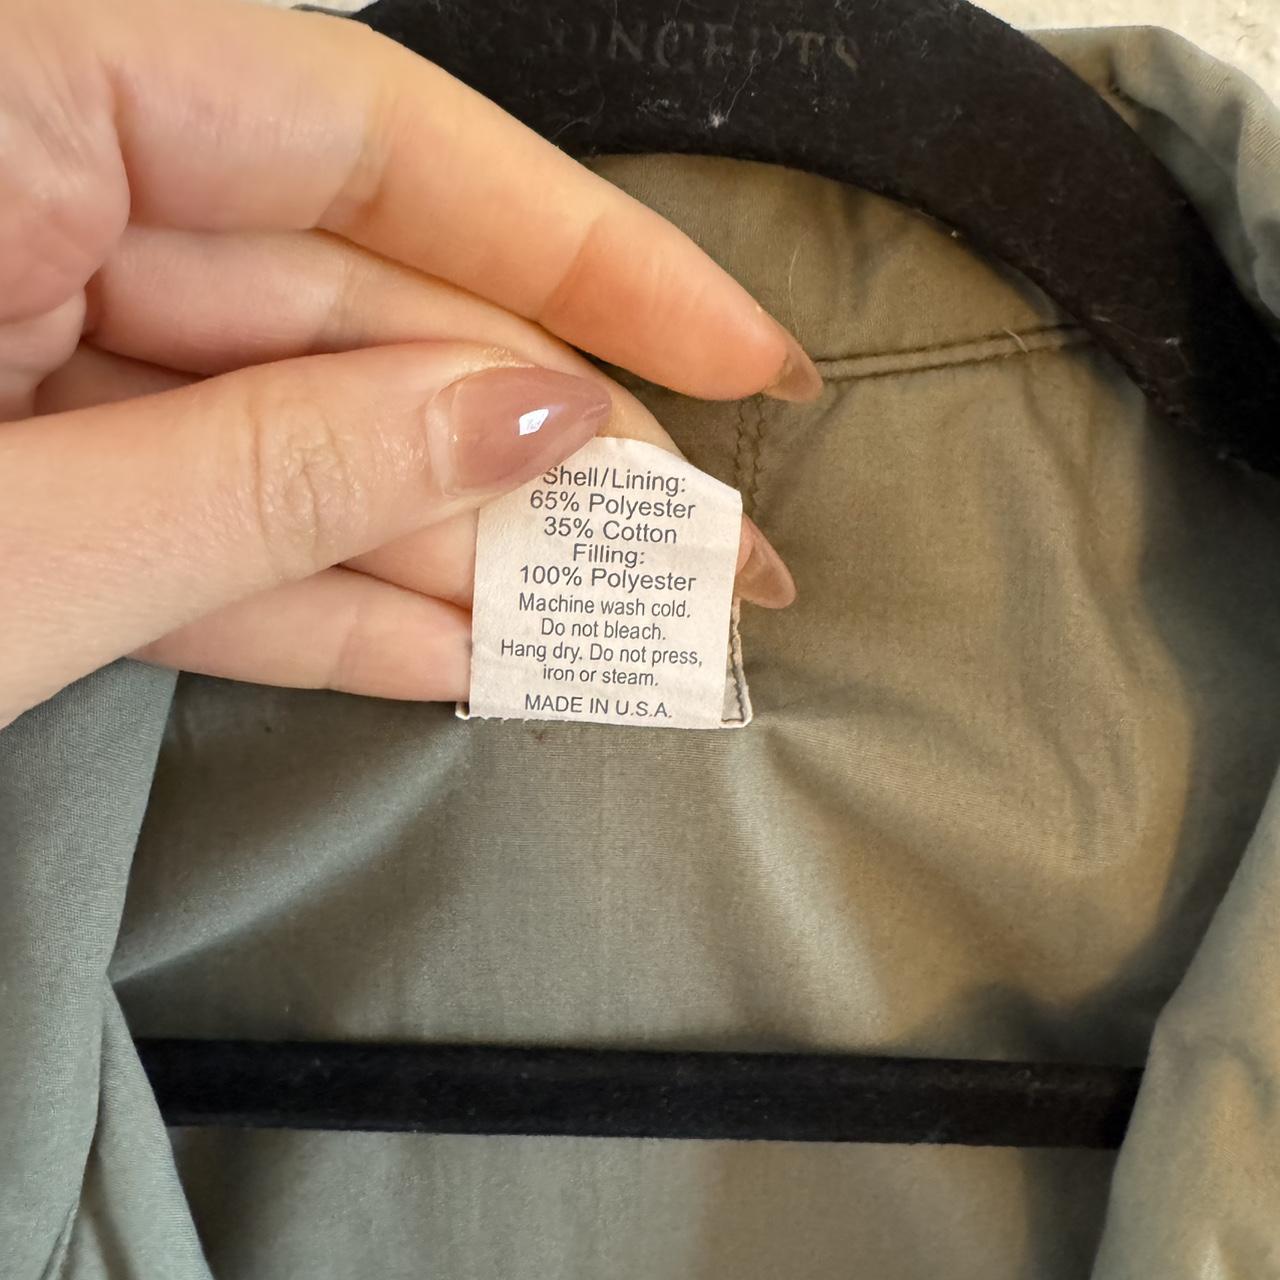 Shell/Lining:
65% Polyester
35% Cotton
Filling:
100% Polyester
Machine wash cold.
Do not bleach.
Hang dry. Do not press,
iron or steam.
MADE IN U.S.A.